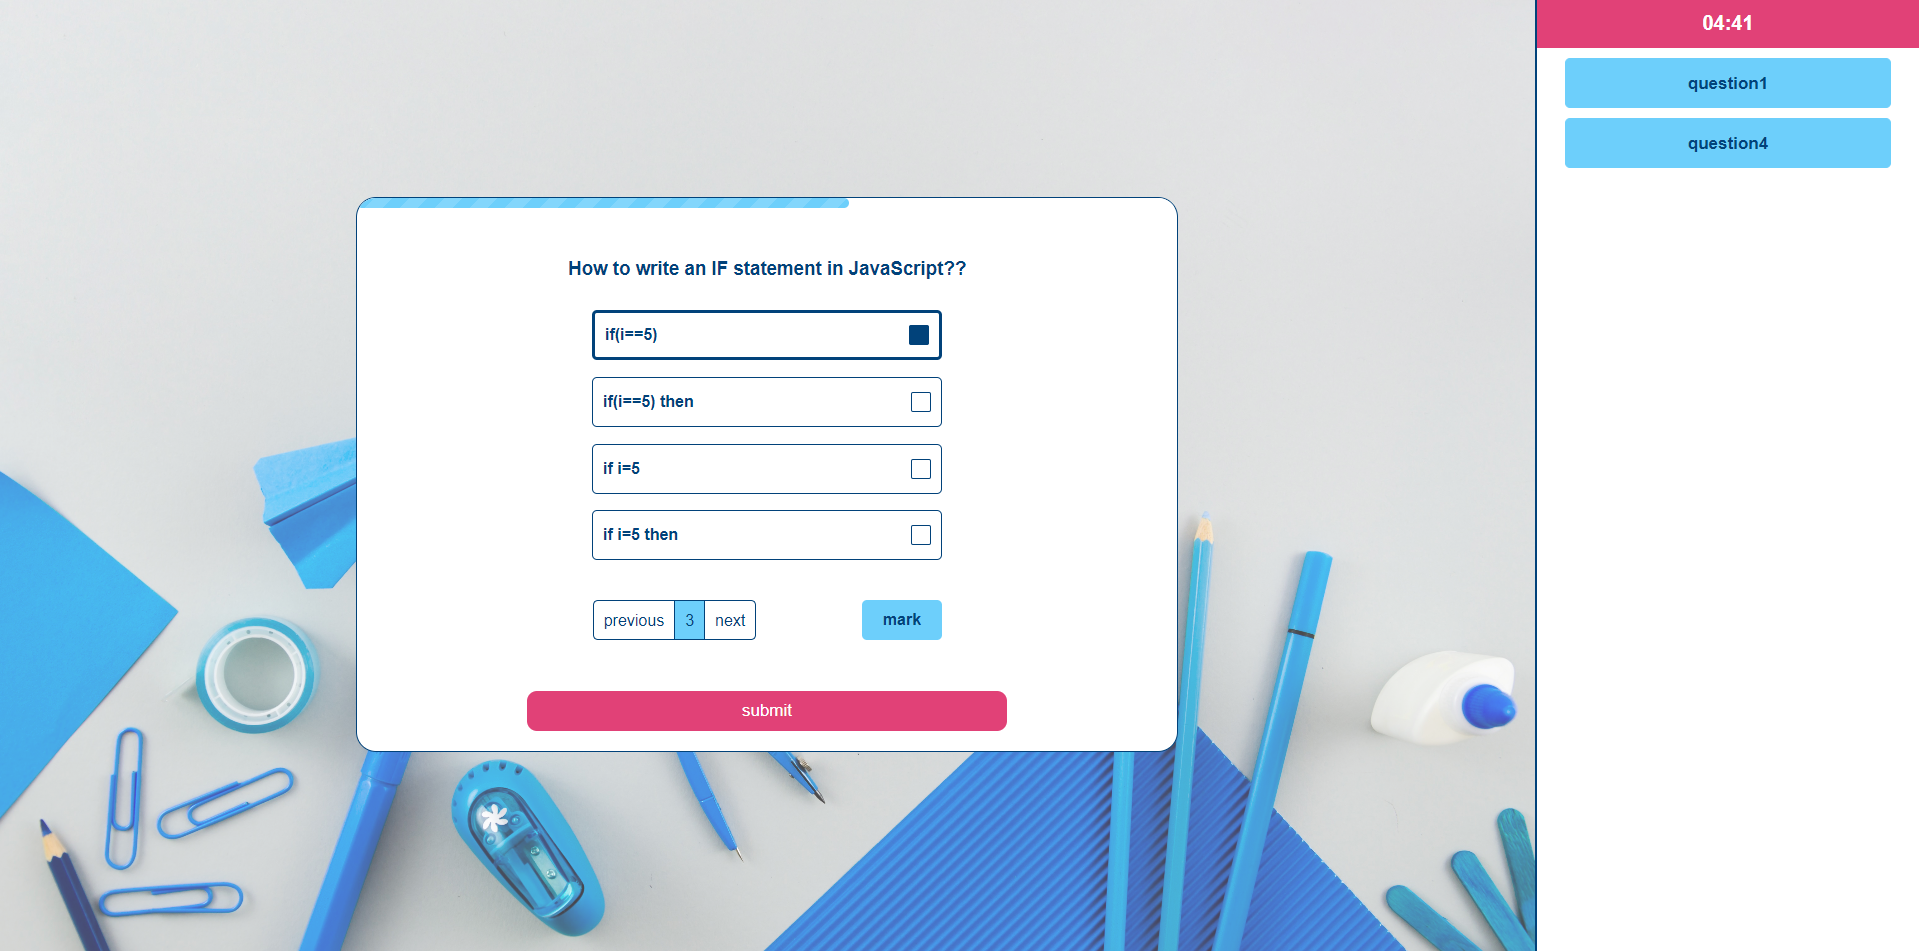 04:41
question1
question4
How to write an IF statement in JavaScript??
if(i==5)
if(i==5) then
if i=5
if i=5 then
previous 3 next
mark
submit